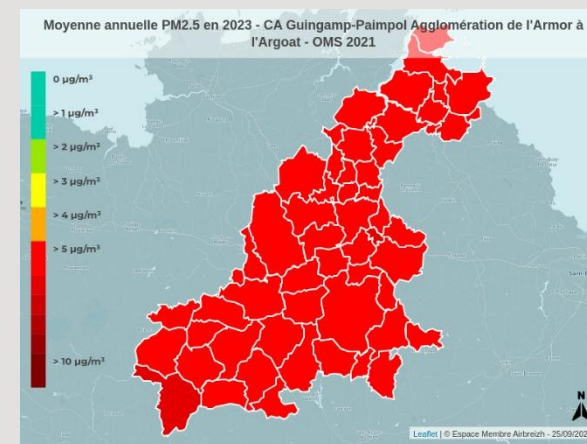 Moyenne annuelle PM2.5 en 2023 - CA Guingamp-Paimpol Agglomération de l'Armor à
l'Argoat - OMS 2021
0 µg/m³
> 1 µg/m³
> 2 µg/m³
> 3 µg/m³
> 4 µg/m³
> 5 µg/m³
> 10 µg/m³
N
Leaflet | © Espace Membre Airbreizh - 25/09/202